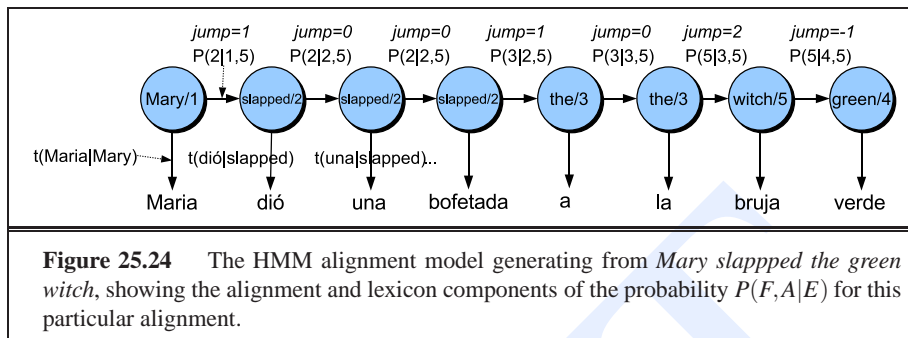 jump=1 jump=0 jump=0 jump=1 jump=0 jump=2 jump=-1
P(2|1,5) P(2|2,5) P(2|2,5) P(3|2,5) P(3|3,5) P(5|3,5) P(5|4,5)
Mary/1 slapped/2 slapped/2 slapped/2 the/3 the/3 witch/5 green/4
t(Maria|Mary) t(dió|slapped) t(una|slapped)...
Maria dió una bofetada a la bruja verde
Figure 25.24 The HMM alignment model generating from Mary slappped the green
witch, showing the alignment and lexicon components of the probability P(F,A|E) for this
particular alignment.